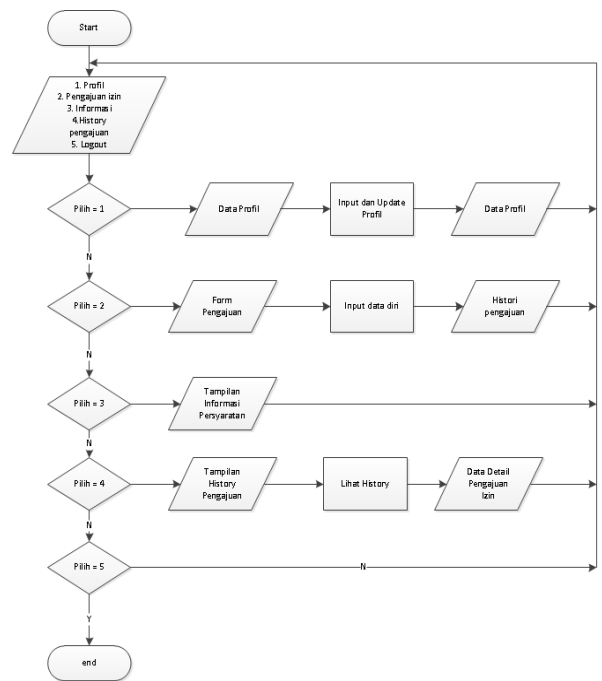 Start
1. Profil
2. Pengajuan izin
3. Informasi
4.History
pengajuan
5. Logout
Pilih = 1
Data Profil
Input dan Update
Profil
Data Profil
N
Pilih = 2
Form
Pengajuan
Input data diri
Histori
pengajuan
N
Pilih = 3
Tampilan
Informasi
Persyaratan
N
Pilih = 4
Tampilan
History
Pengajuan
Lihat History
Data Detail
Pengajuan
Izin
N
Pilih = 5
N
Y
end